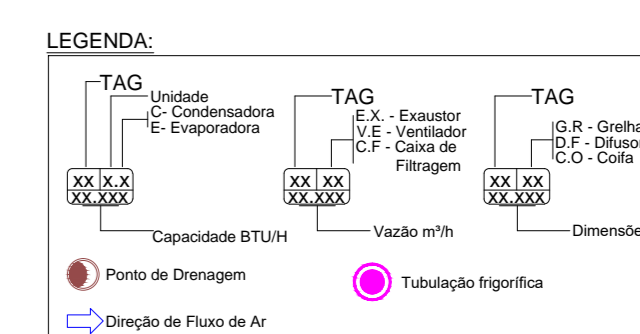 LEGENDA:
TAG
Unidade
C- Condensadora
E- Evaporadora
XX X.X
XX.XXX
Capacidade BTU/H
TAG
E.X. - Exaustor
V.E - Ventilador
C.F - Caixa de
Filtragem
XX XX
XX.XXX
Vazão m³/h
TAG
G.R - Grelha
D.F - Difusor
C.O - Coifa
XX XX
XX.XXX
Dimensõe
Ponto de Drenagem
Tubulação frigorífica
Direção de Fluxo de Ar